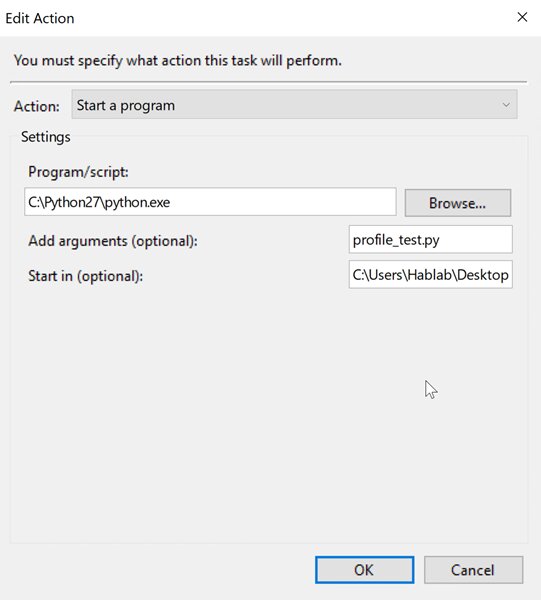 Edit Action
You must specify what action this task will perform.
Action: Start a program
Settings
Program/script:
C:\Python27\python.exe Browse...
Add arguments (optional): profile_test.py
Start in (optional): C:\Users\Hablab\Desktop
OK Cancel